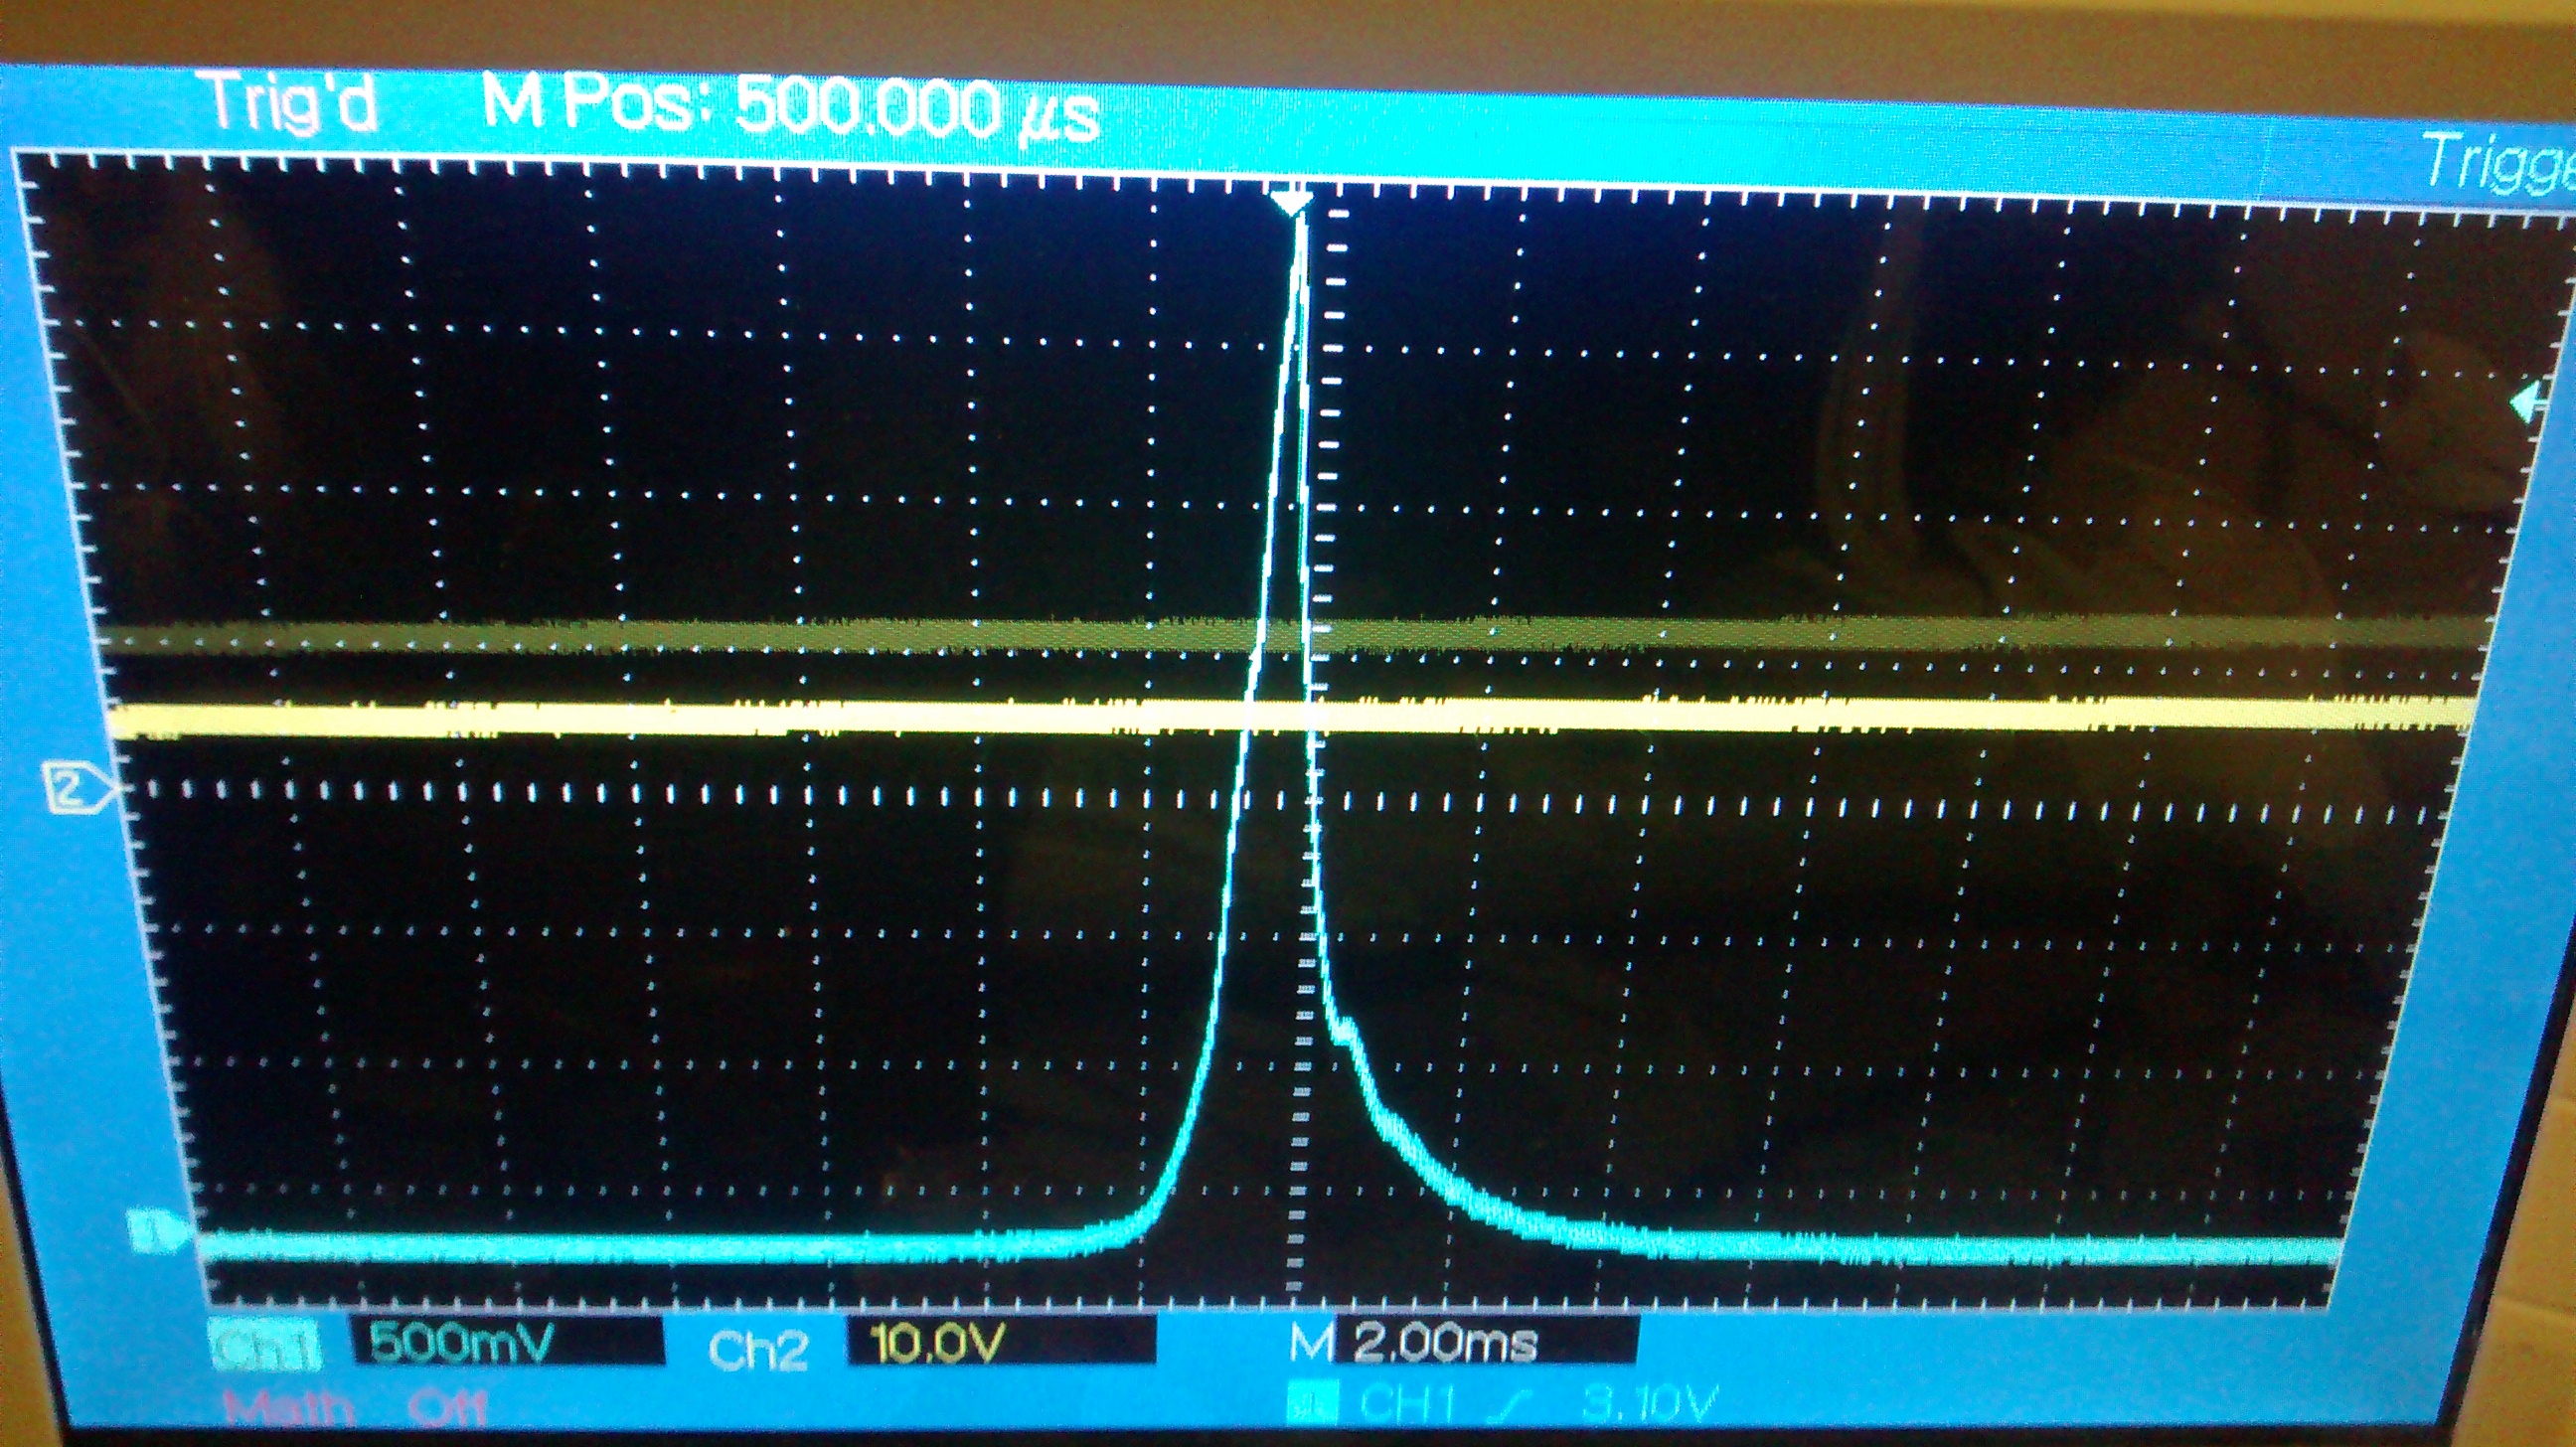 Trig'd M Pos: 500.000 μs
2
1
Ch1 500mV Ch2 10.0V M 2.00ms
Math Off CH1 3.10V